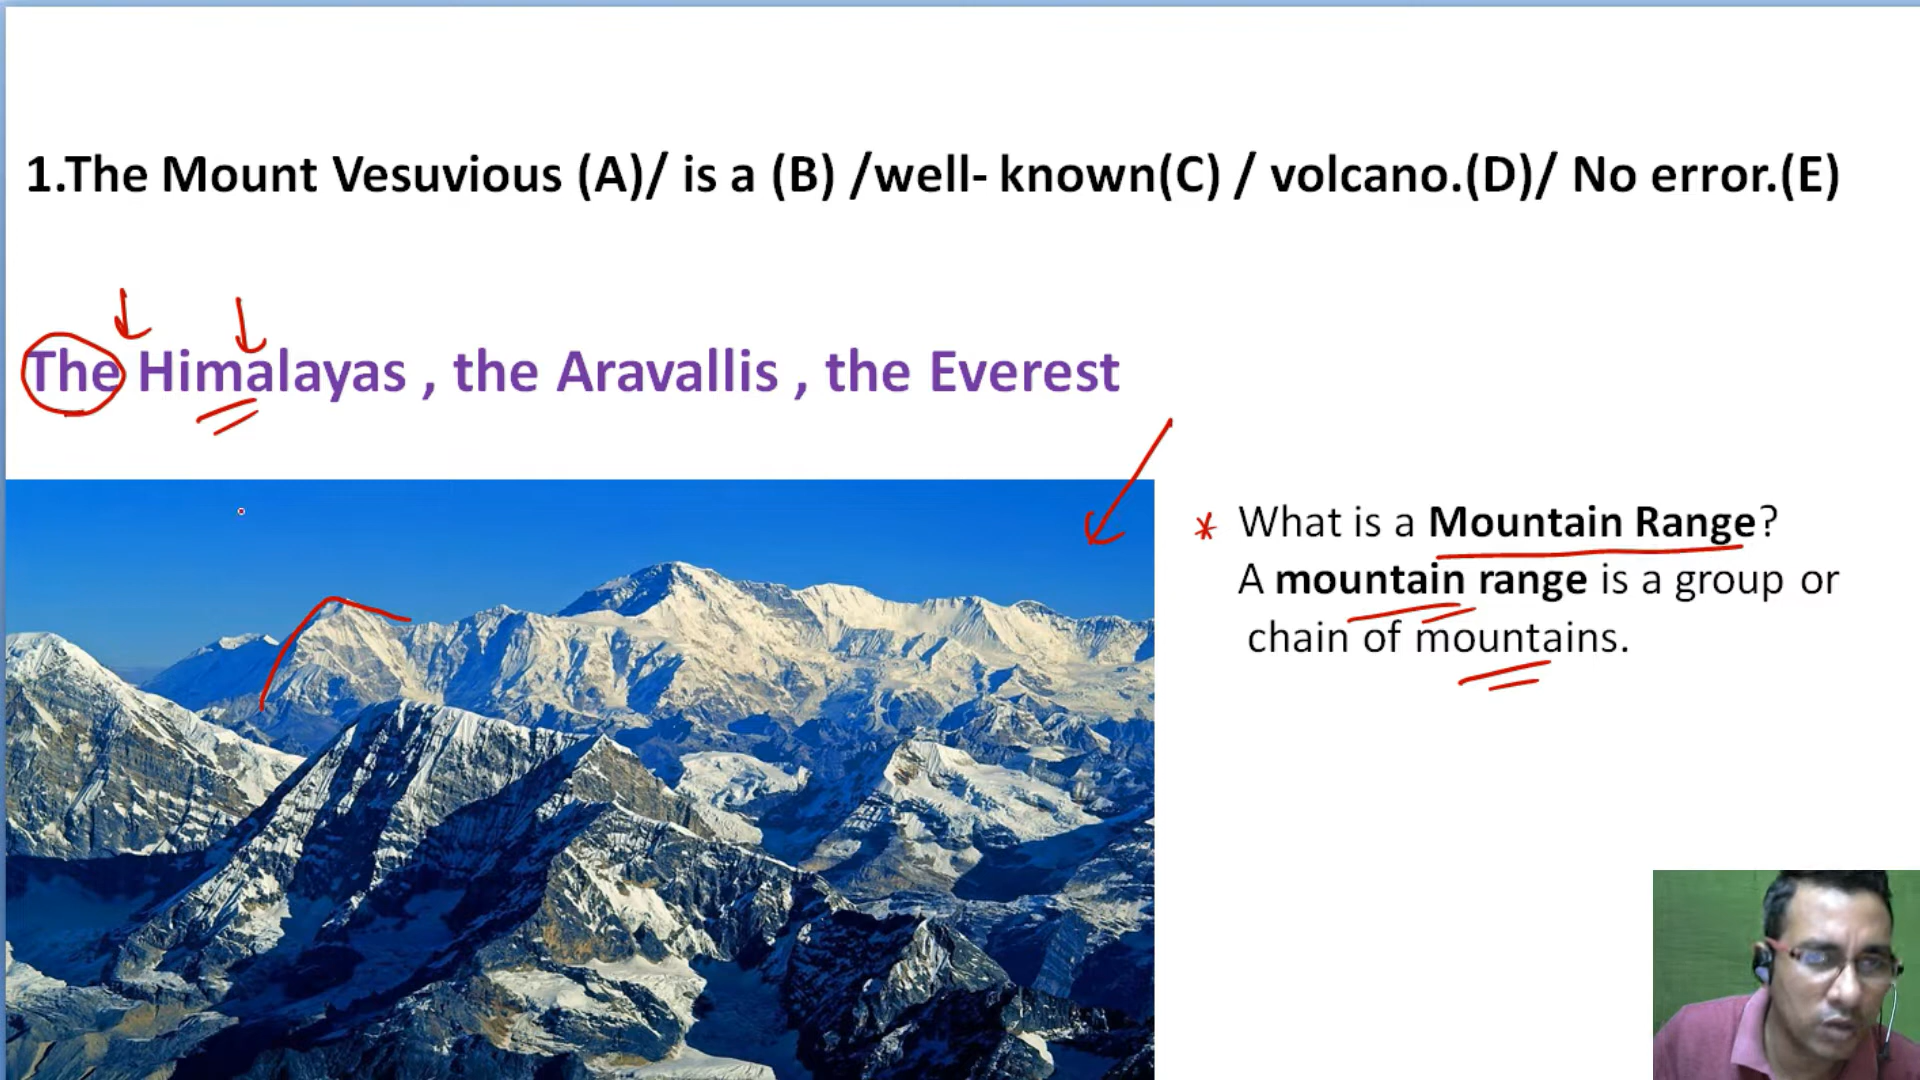 1.The Mount Vesuvious (A)/ is a (B) /well- known(C) / volcano.(D)/ No error.(E)
The Himalayas , the Aravallis , the Everest
* What is a Mountain Range?
A mountain range is a group or
chain of mountains.